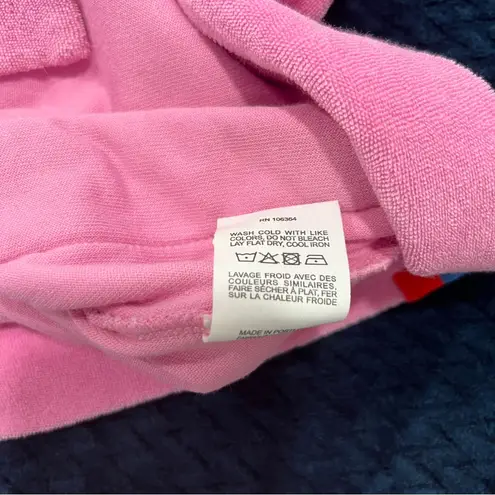 RN 106364
WASH COLD WITH LIKE
COLORS, DO NOT BLEACH
LAY FLAT DRY, COOL IRON
LAVAGE FROID AVEC DES
COULEURS SIMILAIRES,
FAIRE SÉCHER À PLAT, FER
SUR LA CHALEUR FROIDE
MADE IN